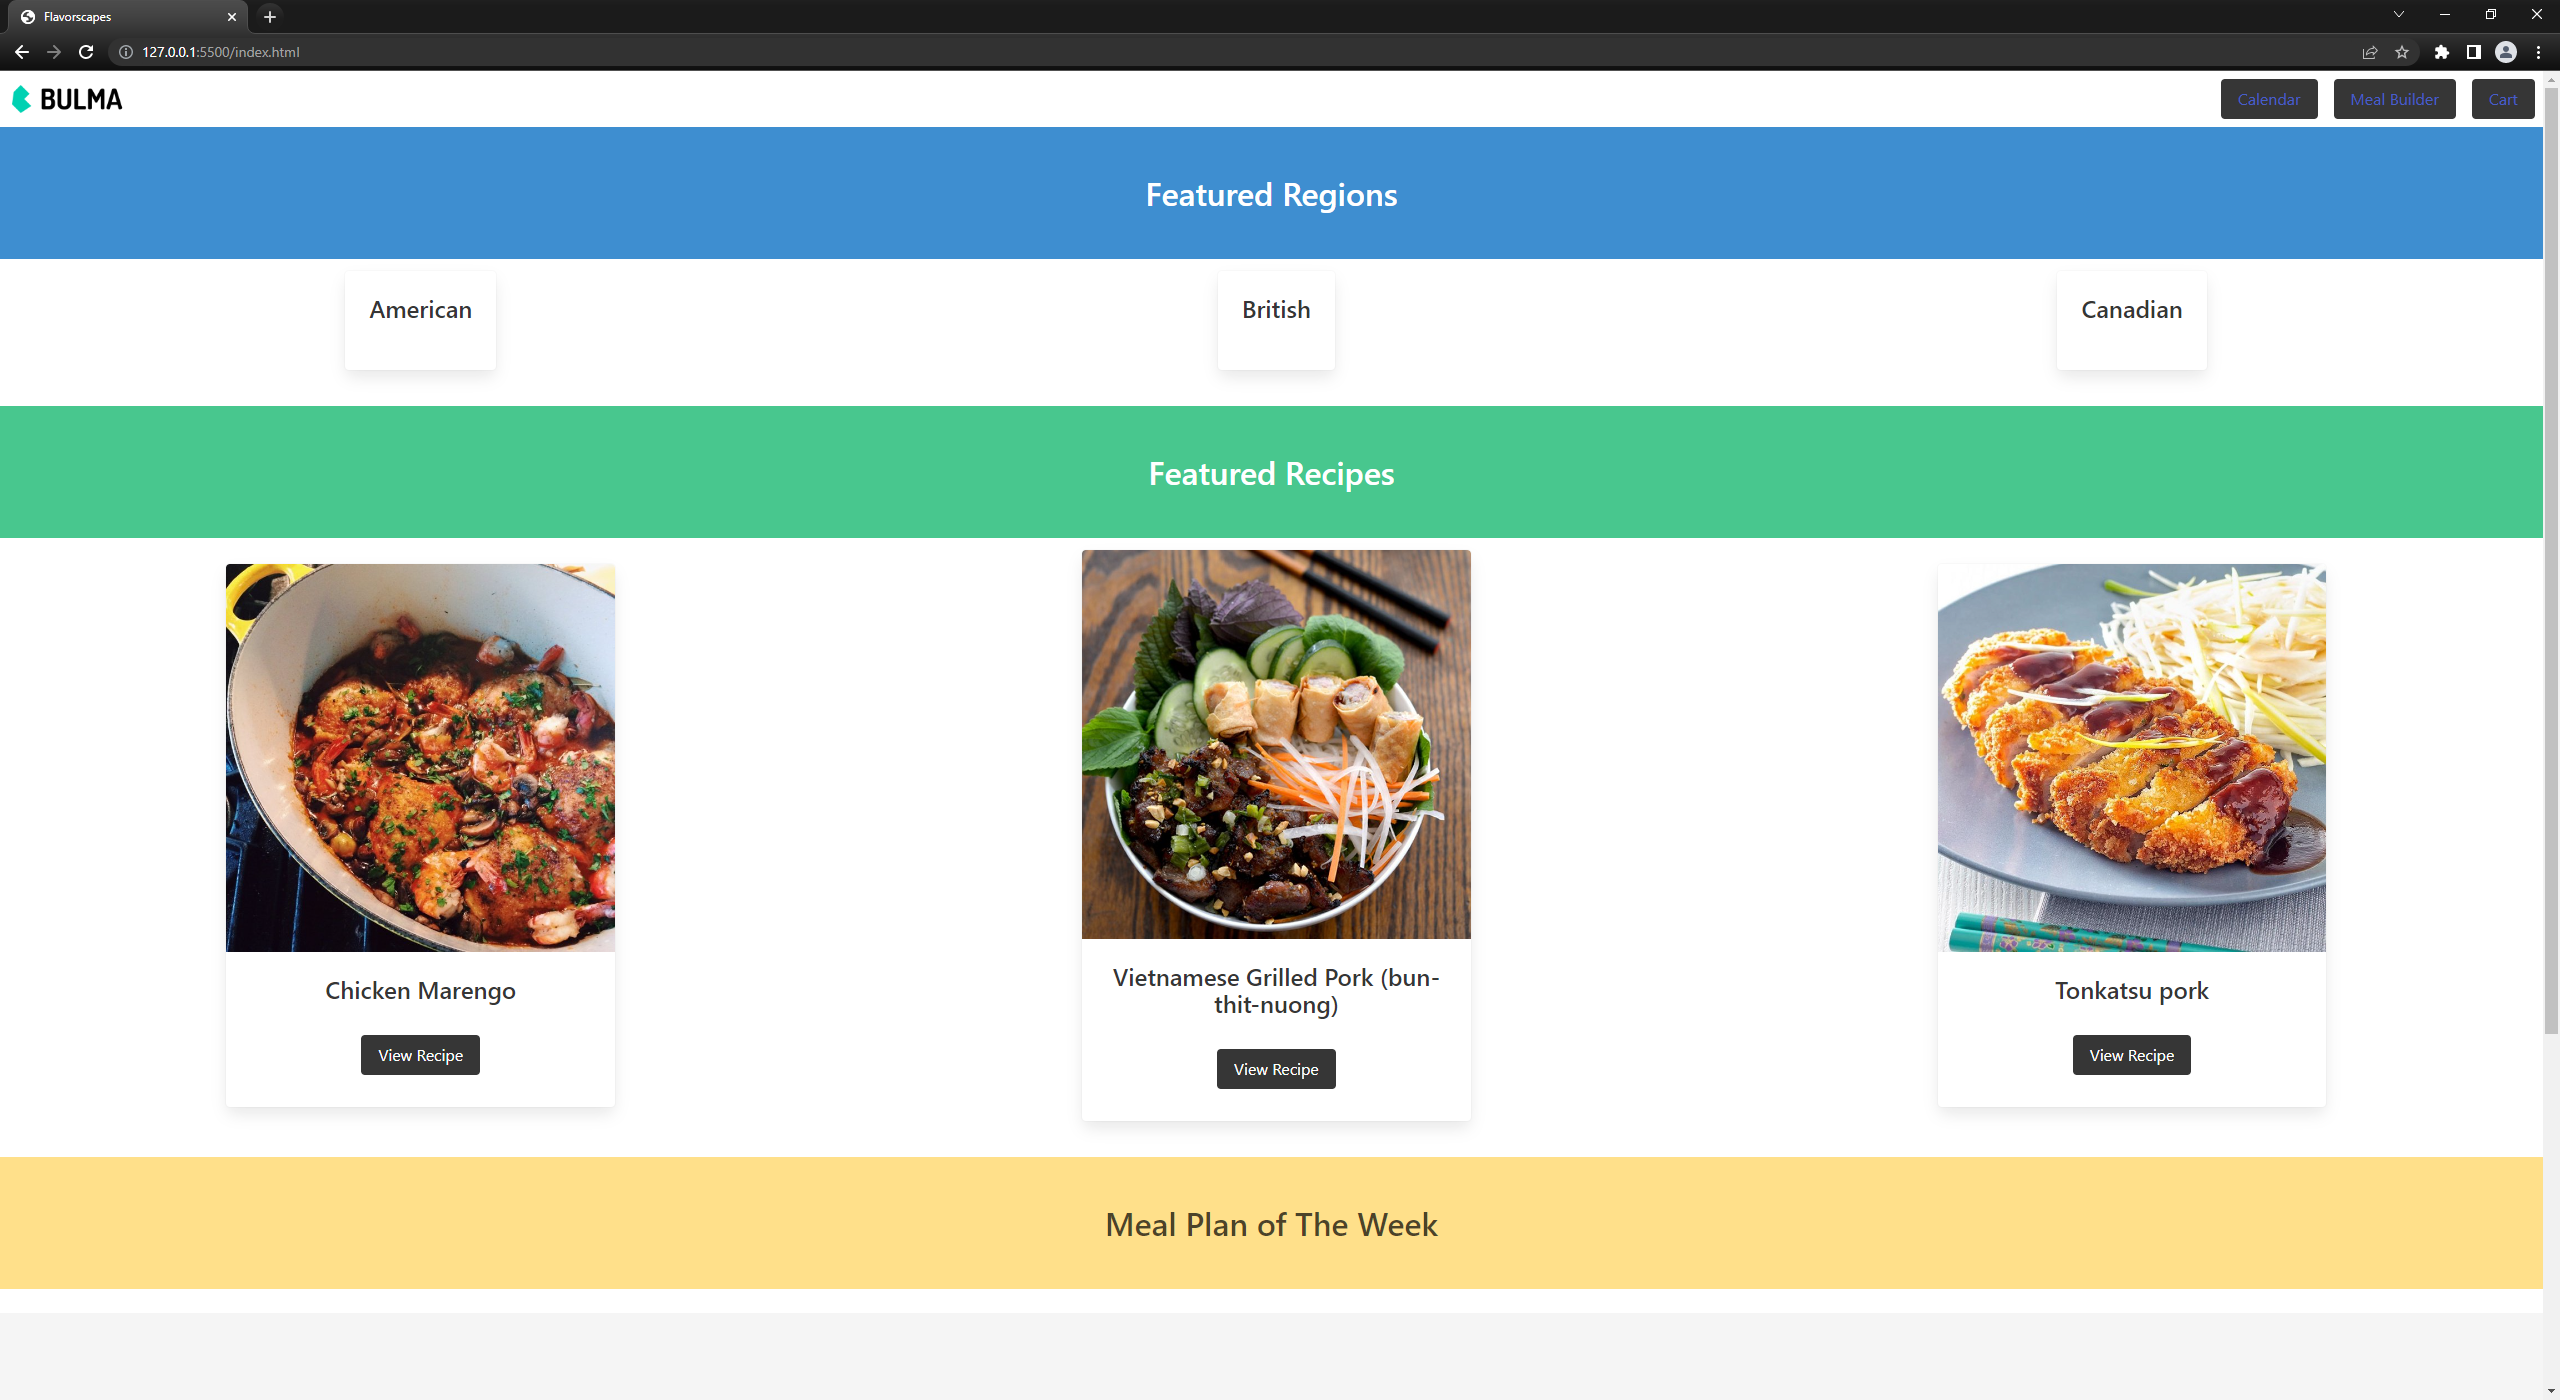 Flavorscapes
127.0.0.1:5500/index.html
BULMA
Calendar
Meal Builder
Cart
Featured Regions
American
British
Canadian
Featured Recipes
Chicken Marengo
View Recipe
Vietnamese Grilled Pork (bun-
thit-nuong)
View Recipe
Tonkatsu pork
View Recipe
Meal Plan of The Week